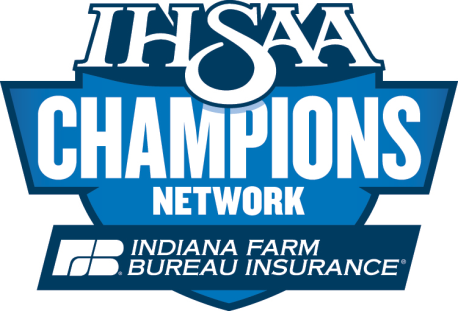 IHSAA
CHAMPIONS
NETWORK
INDIANA FARM
BUREAU INSURANCE®